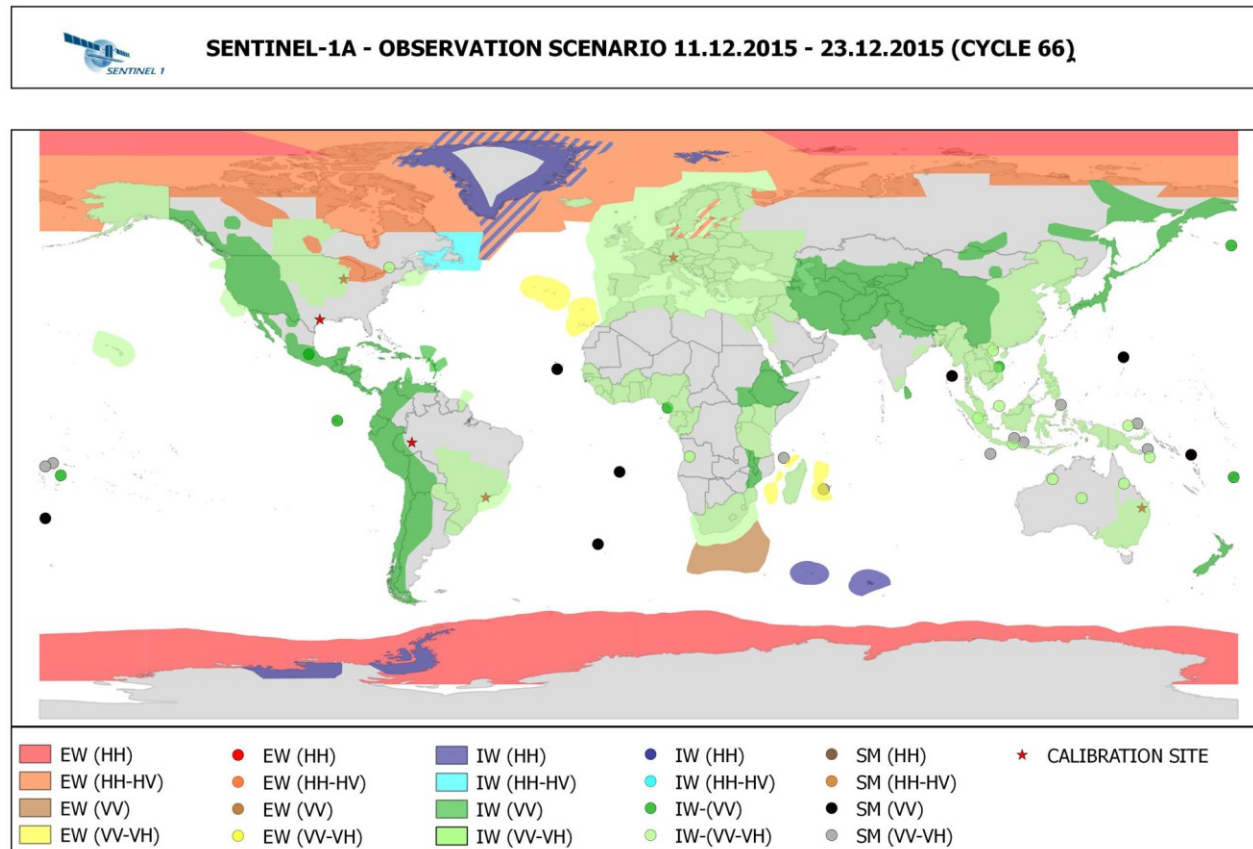 SENTINEL 1
SENTINEL-1A - OBSERVATION SCENARIO 11.12.2015 - 23.12.2015 (CYCLE 66)
EW (HH)
EW (HH-HV)
EW (VV)
EW (VV-VH)
EW (HH)
EW (HH-HV)
EW (VV)
EW (VV-VH)
IW (HH)
IW (HH-HV)
IW (VV)
IW (VV-VH)
IW (HH)
IW (HH-HV)
IW-(VV)
IW-(VV-VH)
SM (HH)
SM (HH-HV)
SM (VV)
SM (VV-VH)
CALIBRATION SITE